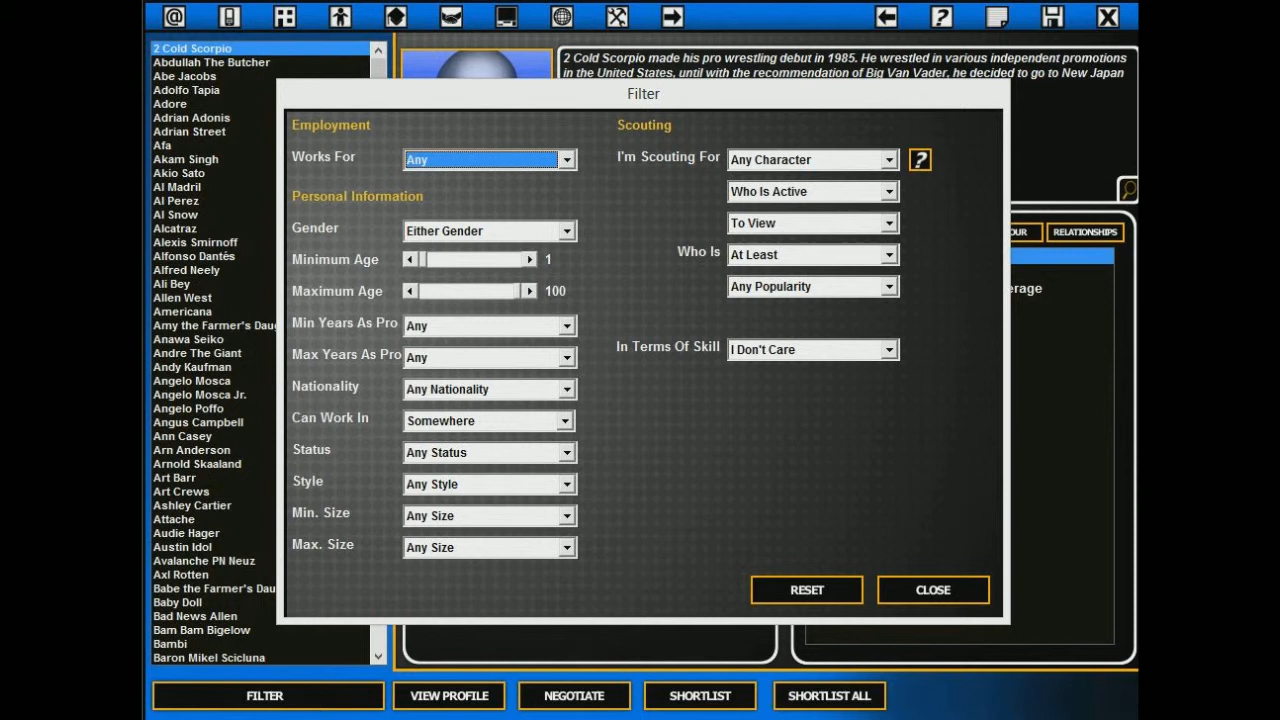 2 Cold Scorpio
Abdullah The Butcher
Abe Jacobs
Adolfo Tapia
Adore
Adrian Adonis
Adrian Street
Afa
Akam Singh
Akio Sato
Al Madril
Al Perez
Al Snow
Alcatraz
Alexis Smirnoff
Alfonso Dantés
Alfred Neely
Ali Bey
Allen West
Americana
Amy the Farmer's Dau
Anawa Seiko
Andre The Giant
Andy Kaufman
Angelo Mosca
Angelo Mosca Jr.
Angelo Poffo
Angus Campbell
Ann Casey
Arn Anderson
Arnold Skaaland
Art Barr
Art Crews
Ashley Cartier
Attache
Audie Hager
Austin Idol
Avalanche PN Neuz
Axl Rotten
Babe the Farmer's Dau
Baby Doll
Bad News Allen
Bam Bam Bigelow
Bambi
Baron Mikel Scicluna
2 Cold Scorpio made his pro wrestling debut in 1985. He wrestled in various independent promotions
in the United States, until with the recommendation of Big Van Vader, he decided to go to New Japan
Filter
Employment
Works For Any
Personal Information
Gender Either Gender
Minimum Age 1
Maximum Age 100
Min Years As Pro Any
Max Years As Pro Any
Nationality Any Nationality
Can Work In Somewhere
Status Any Status
Style Any Style
Min. Size Any Size
Max. Size Any Size
Scouting
I'm Scouting For Any Character ?
Who Is Active
To View
Who Is At Least
Any Popularity
In Terms Of Skill I Don't Care
RESET CLOSE
OUR RELATIONSHIPS
erage
FILTER VIEW PROFILE NEGOTIATE SHORTLIST SHORTLIST ALL